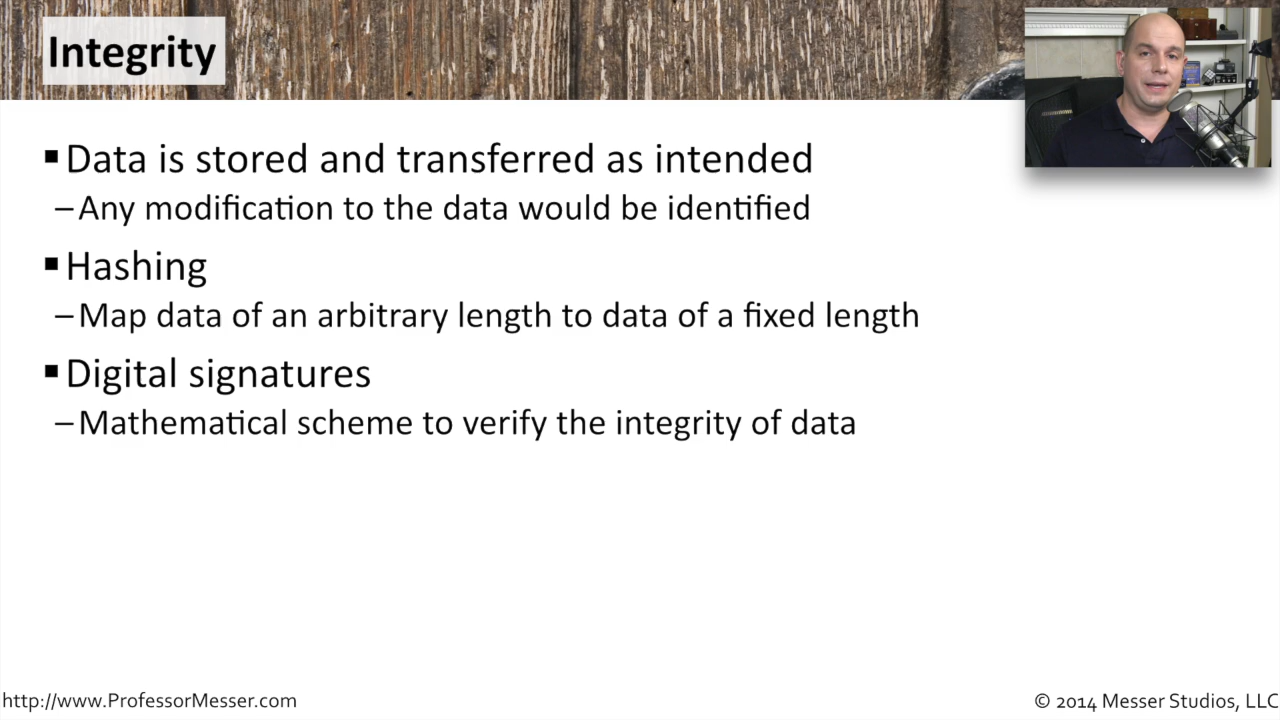 Integrity
▪Data is stored and transferred as intended
–Any modification to the data would be identified
▪Hashing
–Map data of an arbitrary length to data of a fixed length
▪Digital signatures
–Mathematical scheme to verify the integrity of data
http://www.ProfessorMesser.com
© 2014 Messer Studios, LLC